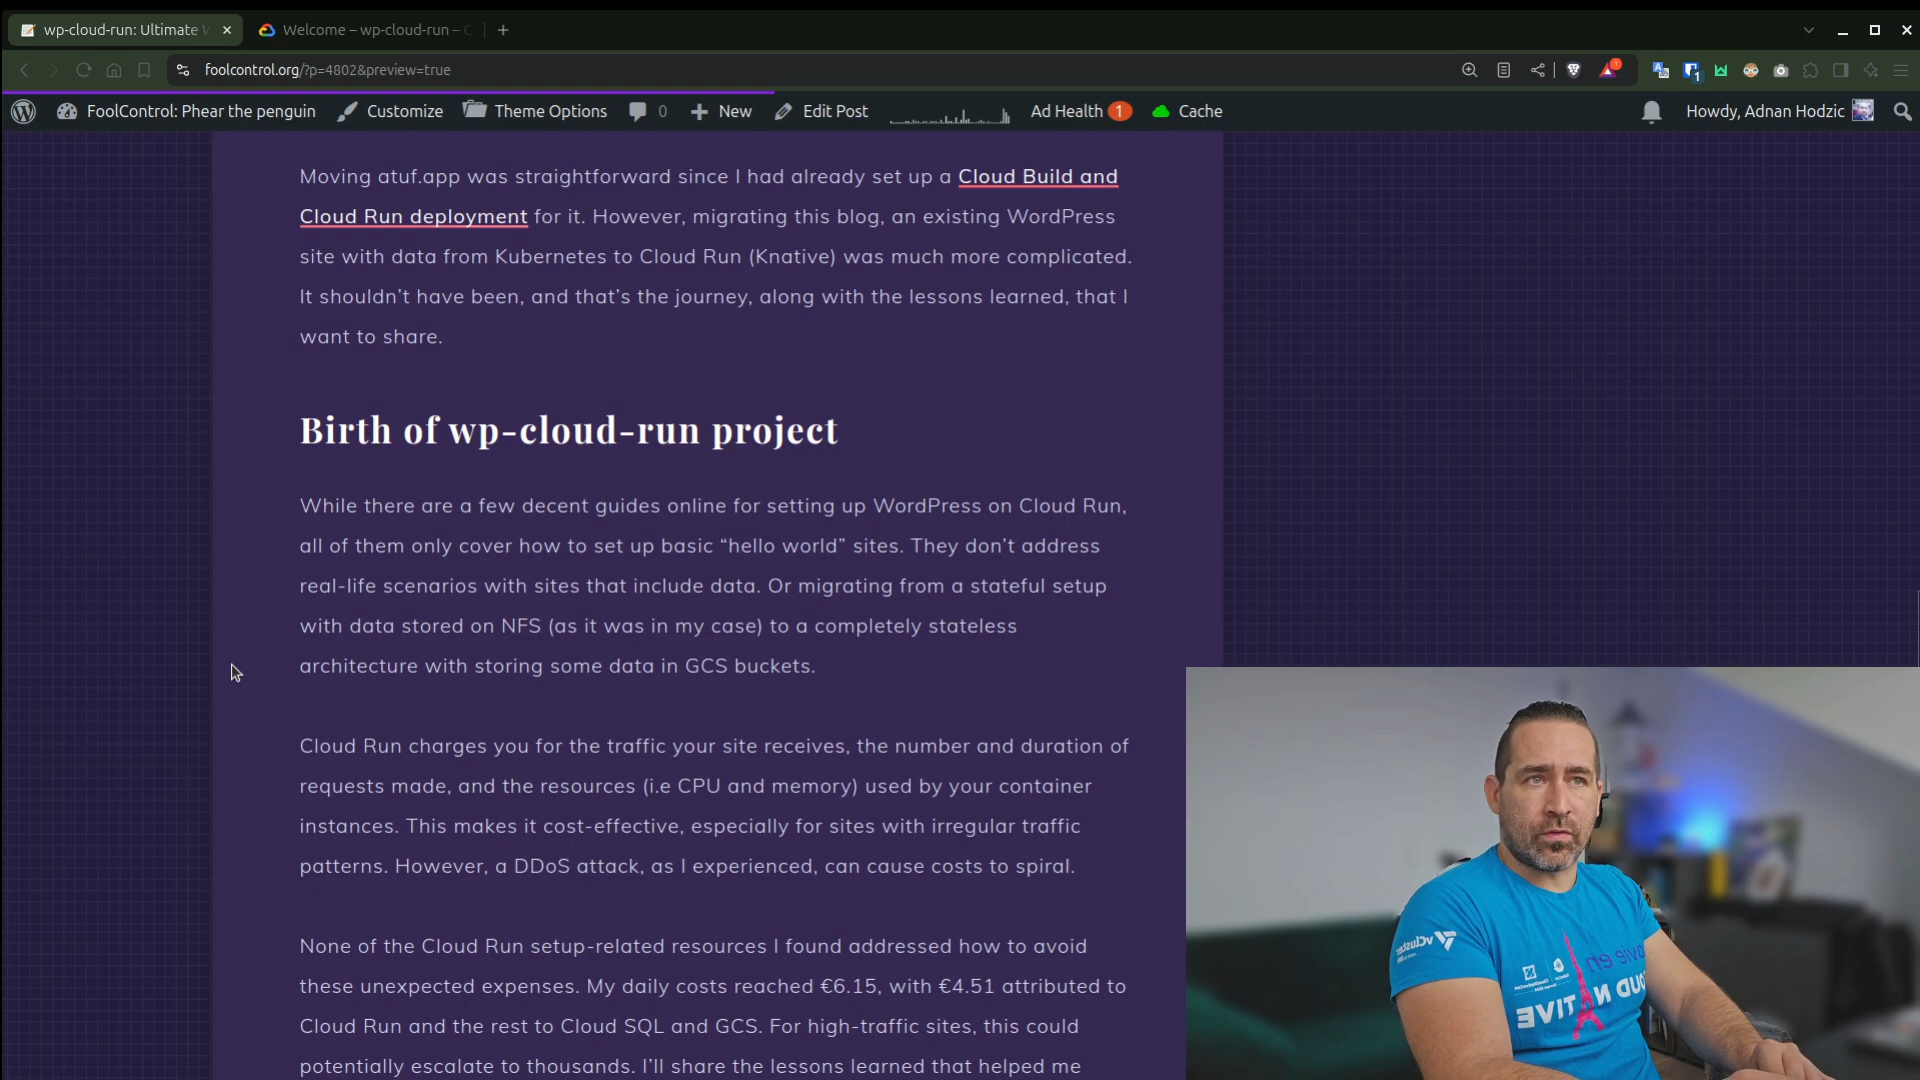 wp-cloud-run: Ultimate
Welcome – wp-cloud-run –
foolcontrol.org/?p=4802&preview=true
1
1
FoolControl: Phear the penguin
Customize
Theme Options
0
New
Edit Post
Ad Health 1
Cache
Howdy, Adnan Hodzic
Moving atuf.app was straightforward since I had already set up a Cloud Build and
Cloud Run deployment for it. However, migrating this blog, an existing WordPress
site with data from Kubernetes to Cloud Run (Knative) was much more complicated.
It shouldn’t have been, and that’s the journey, along with the lessons learned, that I
want to share.
Birth of wp-cloud-run project
While there are a few decent guides online for setting up WordPress on Cloud Run,
all of them only cover how to set up basic “hello world” sites. They don’t address
real-life scenarios with sites that include data. Or migrating from a stateful setup
with data stored on NFS (as it was in my case) to a completely stateless
architecture with storing some data in GCS buckets.
Cloud Run charges you for the traffic your site receives, the number and duration of
requests made, and the resources (i.e CPU and memory) used by your container
instances. This makes it cost-effective, especially for sites with irregular traffic
patterns. However, a DDoS attack, as I experienced, can cause costs to spiral.
None of the Cloud Run setup-related resources I found addressed how to avoid
these unexpected expenses. My daily costs reached €6.15, with €4.51 attributed to
Cloud Run and the rest to Cloud SQL and GCS. For high-traffic sites, this could
potentially escalate to thousands. I’ll share the lessons learned that helped me
vCluster
vie en
OUD NATIVE